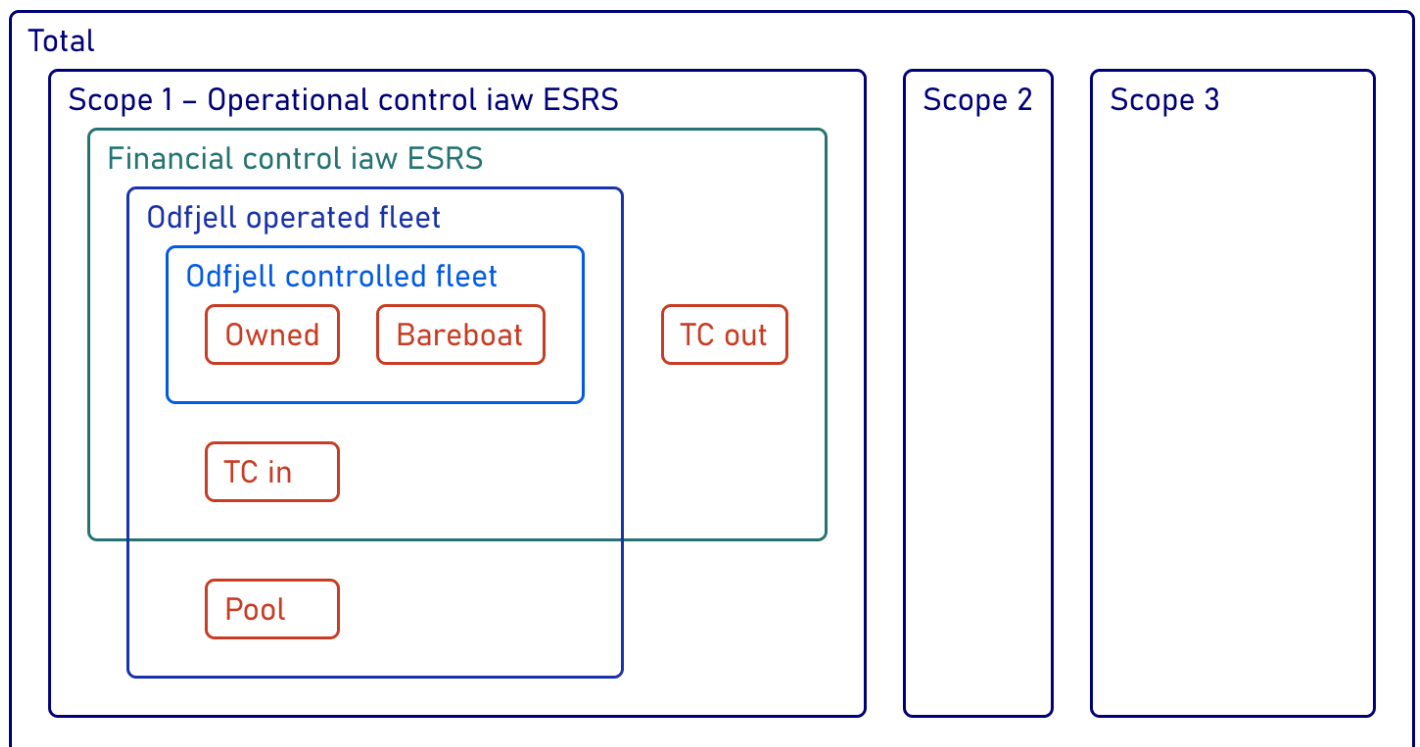 Total
Scope 1 – Operational control iaw ESRS
Scope 2
Scope 3
Financial control iaw ESRS
Odfjell operated fleet
Odfjell controlled fleet
Owned
Bareboat
TC out
TC in
Pool